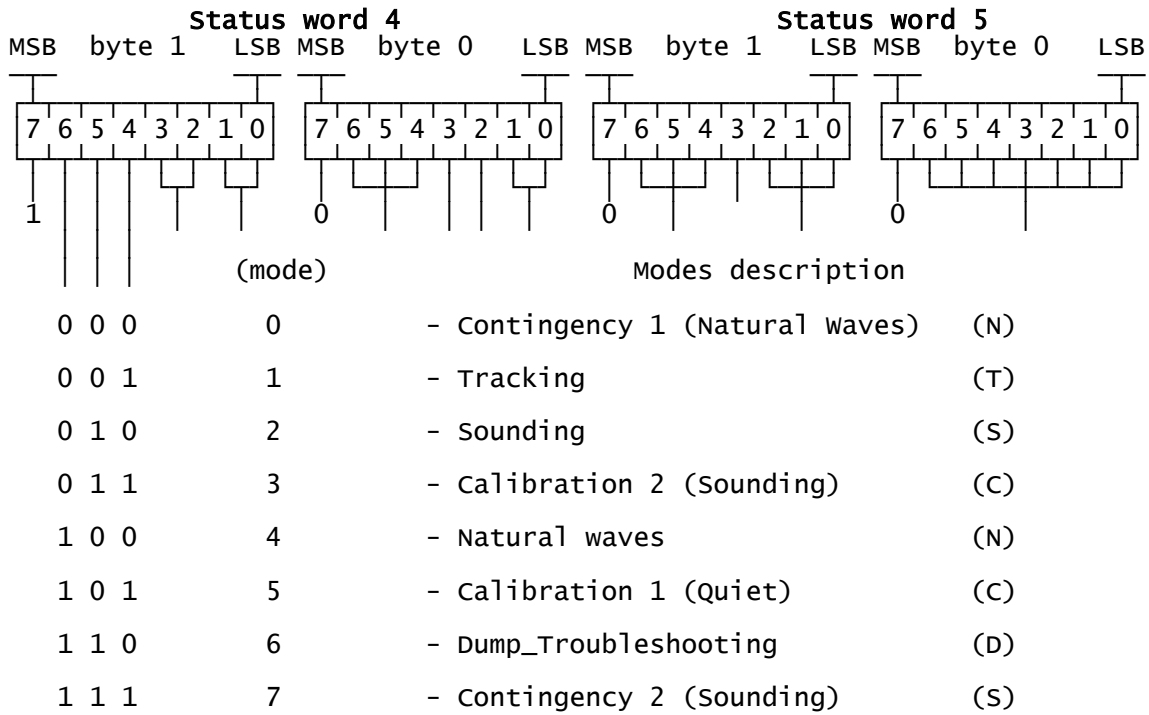 Status word 4 Status word 5
MSB byte 1 LSB MSB byte 0 LSB MSB byte 1 LSB MSB byte 0 LSB
7 6 5 4 3 2 1 0 7 6 5 4 3 2 1 0 7 6 5 4 3 2 1 0 7 6 5 4 3 2 1 0
1 0 0 0
(mode) Modes description
0 0 0 0 - Contingency 1 (Natural Waves) (N)
0 0 1 1 - Tracking (T)
0 1 0 2 - Sounding (S)
0 1 1 3 - Calibration 2 (Sounding) (C)
1 0 0 4 - Natural waves (N)
1 0 1 5 - Calibration 1 (Quiet) (C)
1 1 0 6 - Dump_Troubleshooting (D)
1 1 1 7 - Contingency 2 (Sounding) (S)